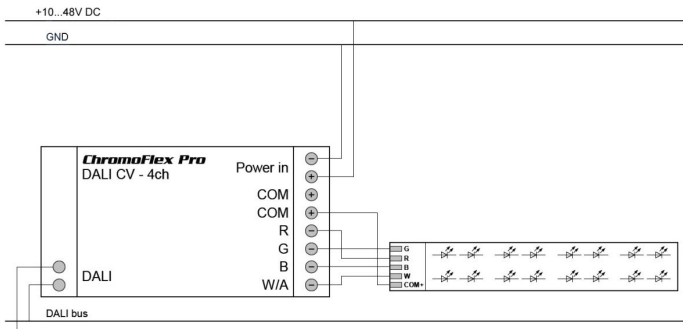 +10...48V DC
GND
ChromoFlex Pro
DALI CV - 4ch
Power in
COM
COM
R
G
B
W/A
DALI
G
R
B
W
COM+
DALI bus